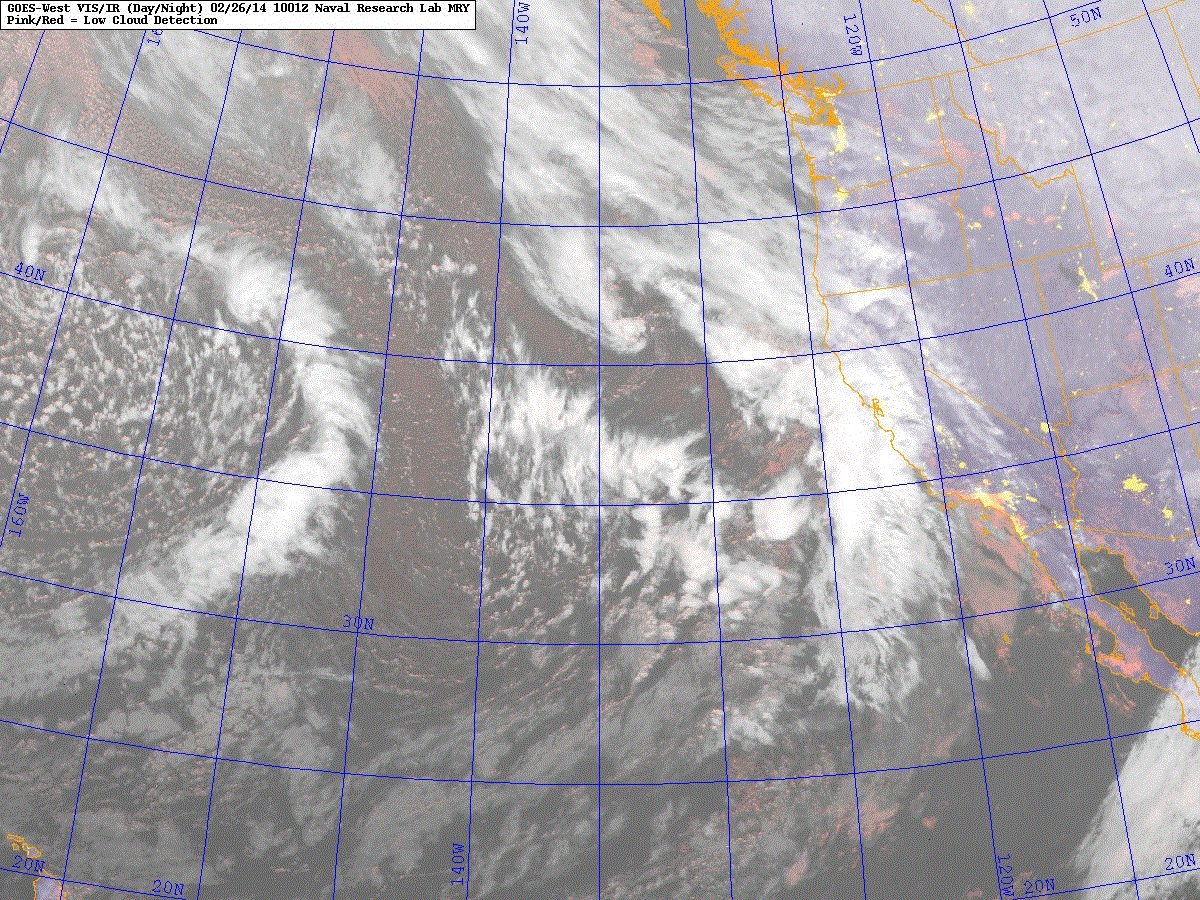 GOES-West VIS/IR (Day/Night) 02/26/14 1001Z Naval Research Lab MRY
Pink/Red = Low Cloud Detection
140W
120W
50N
40N
40N
160W
30N
30N
140W
120W
20N
20N
20N
20N